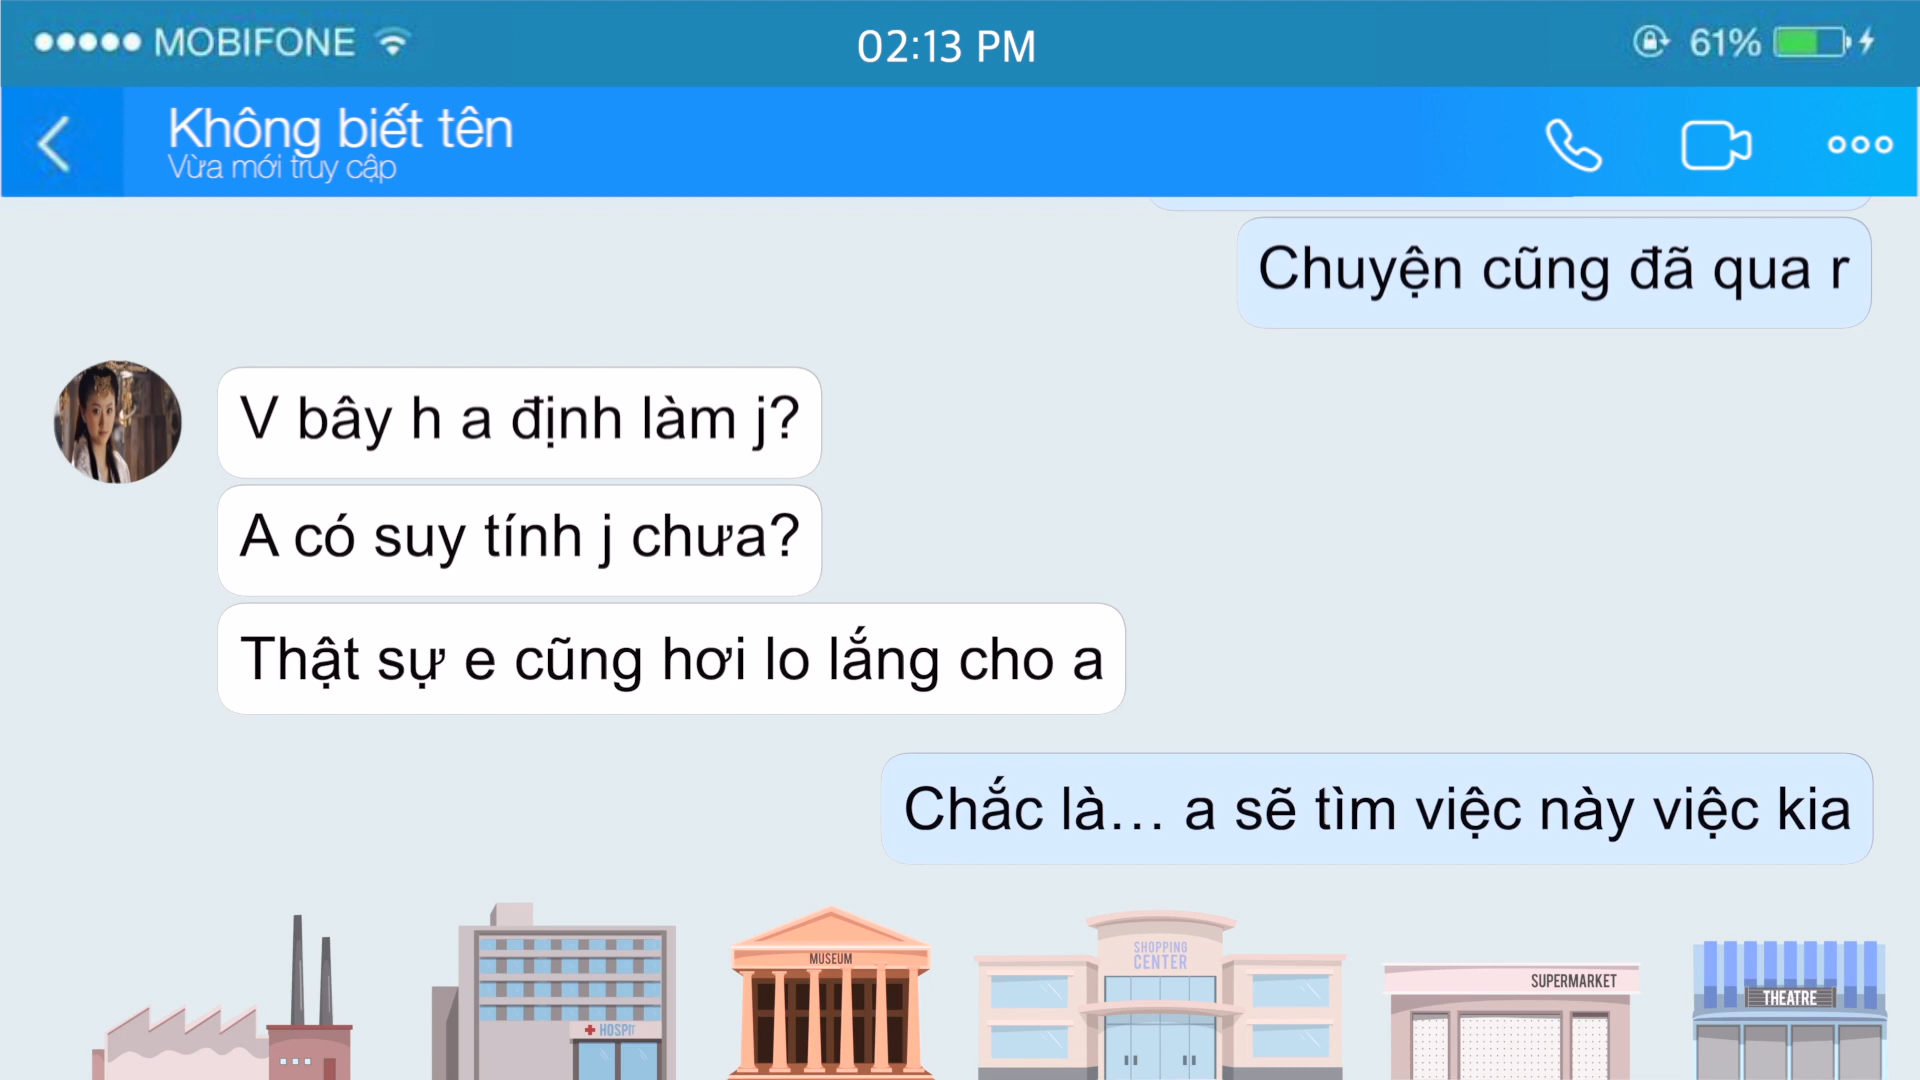 MOBIFONE
02:13 PM
61%
Không biết tên
Vừa mới truy cập
Chuyện cũng đã qua r
V bây h a định làm j?
A có suy tính j chưa?
Thật sự e cũng hơi lo lắng cho a
Chắc là... a sẽ tìm việc này việc kia
MUSEUM
SHOPPING
CENTER
SUPERMARKET
THEATRE
HOSPIT